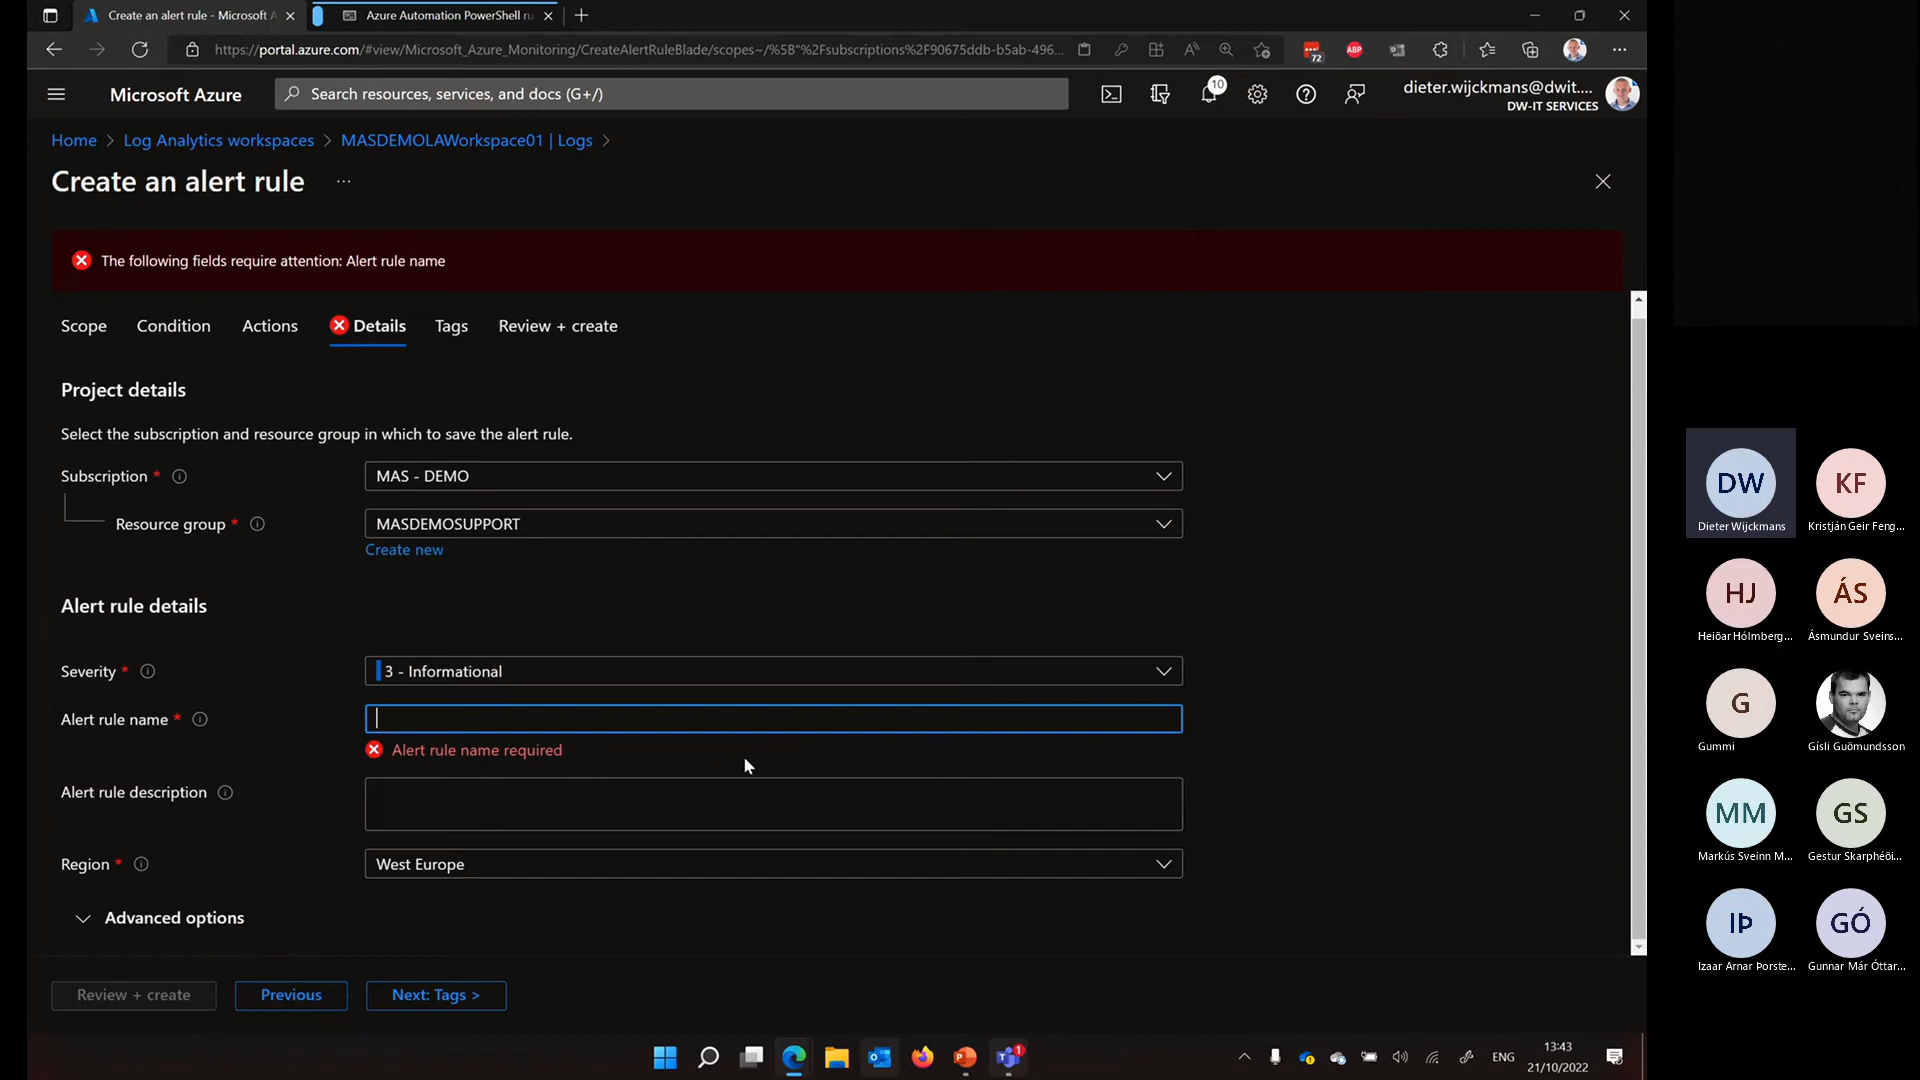 Create an alert rule - Microsoft A
Azure Automation PowerShell ru
https://portal.azure.com/#view/Microsoft_Azure_Monitoring/CreateAlertRuleBlade/scopes~/%5B"%2Fsubscriptions%2F90675ddb-b5ab-496...
72
ABP
Microsoft Azure
Search resources, services, and docs (G+/)
10
dieter.wijckmans@dwit....
DW-IT SERVICES
Home > Log Analytics workspaces > MASDEMOLAWorkspace01 | Logs >
Create an alert rule ...
The following fields require attention: Alert rule name
Scope Condition Actions Details Tags Review + create
Project details
Select the subscription and resource group in which to save the alert rule.
Subscription *
MAS - DEMO
Resource group *
MASDEMOSUPPORT
Create new
Alert rule details
Severity *
3 - Informational
Alert rule name *
Alert rule name required
Alert rule description
Region *
West Europe
Advanced options
Review + create
Previous
Next: Tags >
1
ENG
13:43
21/10/2022
DW
Dieter Wijckmans
KF
Kristján Geir Feng...
HJ
Heiðar Hólmberg...
ÁS
Ásmundur Sveins...
G
Gummi
Gísli Guðmundsson
MM
Markús Sveinn M...
GS
Gestur Skarphéði...
IÞ
Izaar Arnar Þorste...
GÓ
Gunnar Már Óttar...